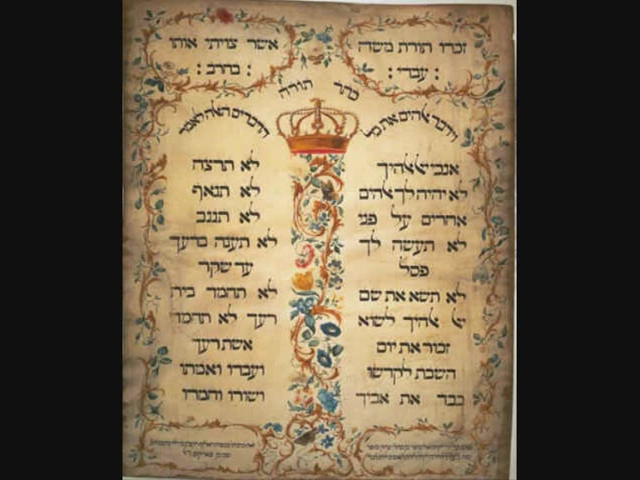 זכרו תורת משה
: עבדי :
אשר צויתי אותו
: בחרב :
כתר תורה
וידבר אלהים את כל
הדברים האלה לאמר
אנכי יי אלהיך
לא יהיה לך אלהים
אחרים על פני
לא תעשה לך
פסל
לא תשא את שם
יי אלהיך לשוא
זכור את יום
השבת לקדשו
כבד את אביך
לא תרצח
לא תנאף
לא תגנב
לא תענה ברעך
עד שקר
לא תחמד בית
רעך לא תחמד
אשת רעך
ועבדו ואמתו
ושורו וחמרו